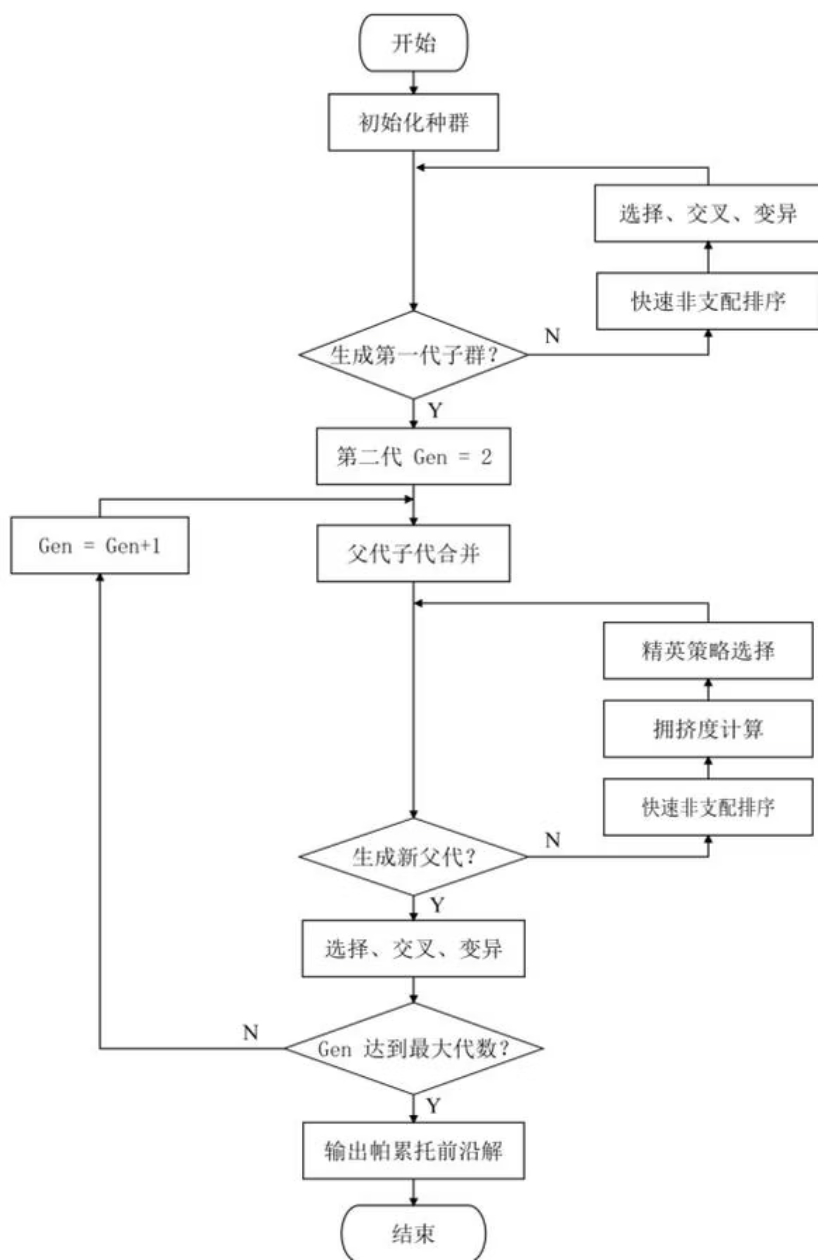 开始
初始化种群
选择、交叉、变异
快速非支配排序
生成第一代子群？
N
Y
第二代 Gen = 2
Gen = Gen+1
父代子代合并
精英策略选择
拥挤度计算
快速非支配排序
生成新父代？
N
Y
选择、交叉、变异
N
Gen 达到最大代数？
Y
输出帕累托前沿解
结束